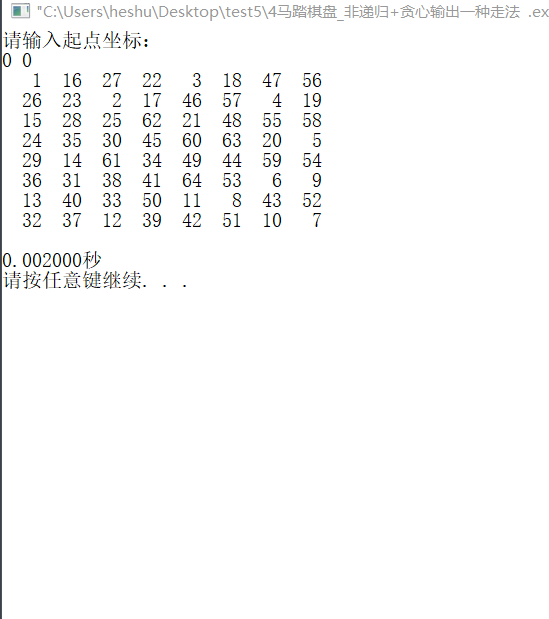 "C:\Users\heshu\Desktop\test5\4马踏棋盘_非递归+贪心输出一种走法 .ex
请输入起点坐标：
0 0
1 16 27 22 3 18 47 56
26 23 2 17 46 57 4 19
15 28 25 62 21 48 55 58
24 35 30 45 60 63 20 5
29 14 61 34 49 44 59 54
36 31 38 41 64 53 6 9
13 40 33 50 11 8 43 52
32 37 12 39 42 51 10 7
0.002000秒
请按任意键继续. . .